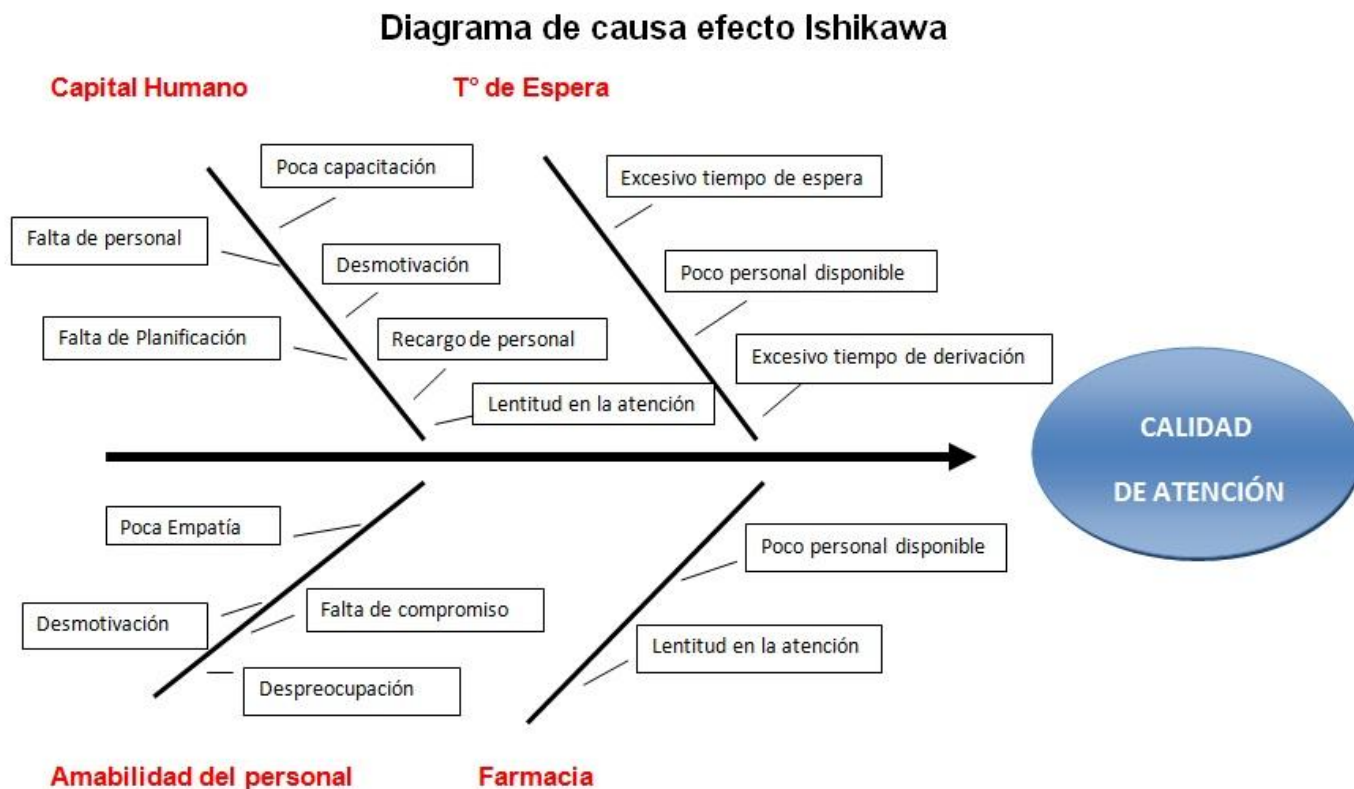 Diagrama de causa efecto Ishikawa
Capital Humano
T° de Espera
Poca capacitación
Excesivo tiempo de espera
Falta de personal
Desmotivación
Poco personal disponible
Falta de Planificación
Recargo de personal
Excesivo tiempo de derivación
Lentitud en la atención
CALIDAD
DE ATENCIÓN
Poca Empatía
Poco personal disponible
Desmotivación
Falta de compromiso
Lentitud en la atención
Despreocupación
Amabilidad del personal
Farmacia